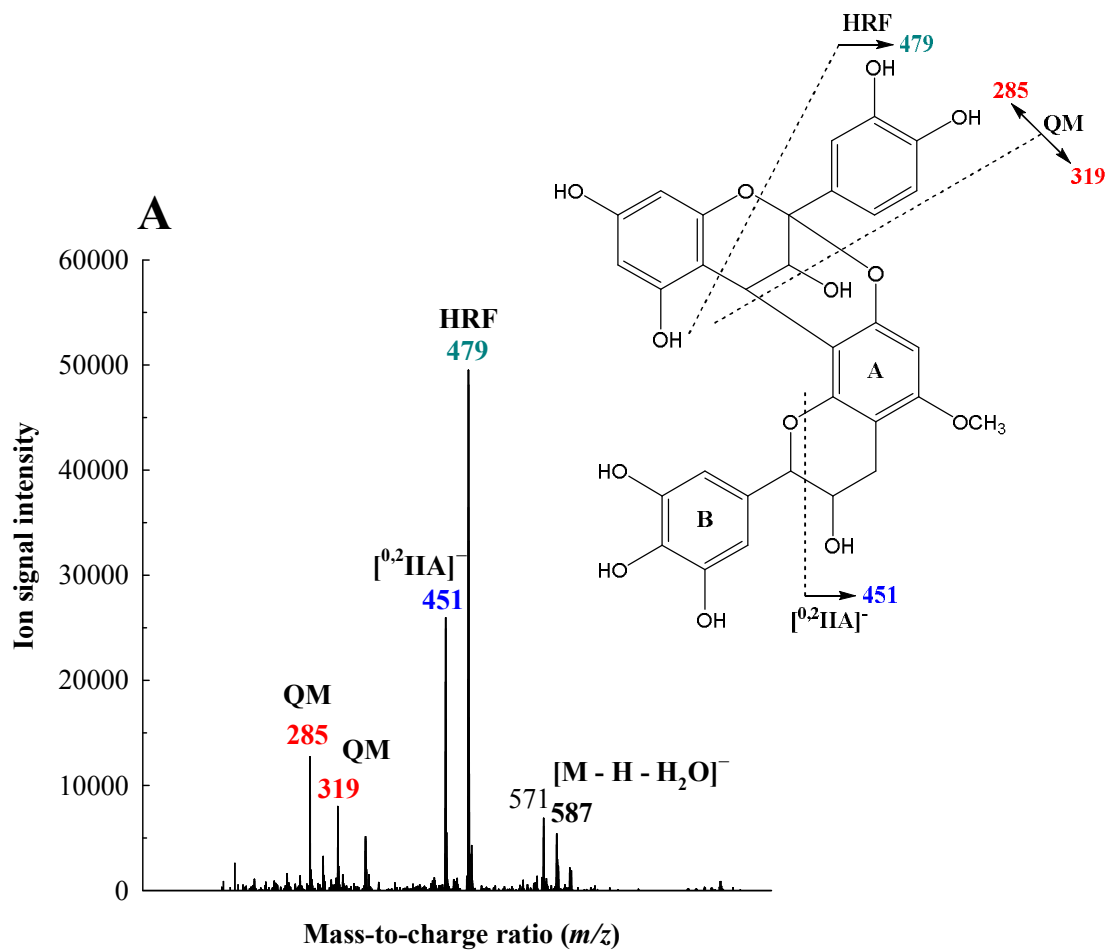 HRF
479
OH
OH
285
QM
319
HO
O
A
O
OH
OH
A
O
OCH₃
HO
B
HO
OH
OH
451
[⁰,²IIA]-
60000
50000
40000
30000
20000
10000
0
Ion signal intensity
HRF
479
[⁰,²IIA]⁻
451
QM
285
QM
319
[M - H - H₂O]⁻
571
587
Mass-to-charge ratio (m/z)